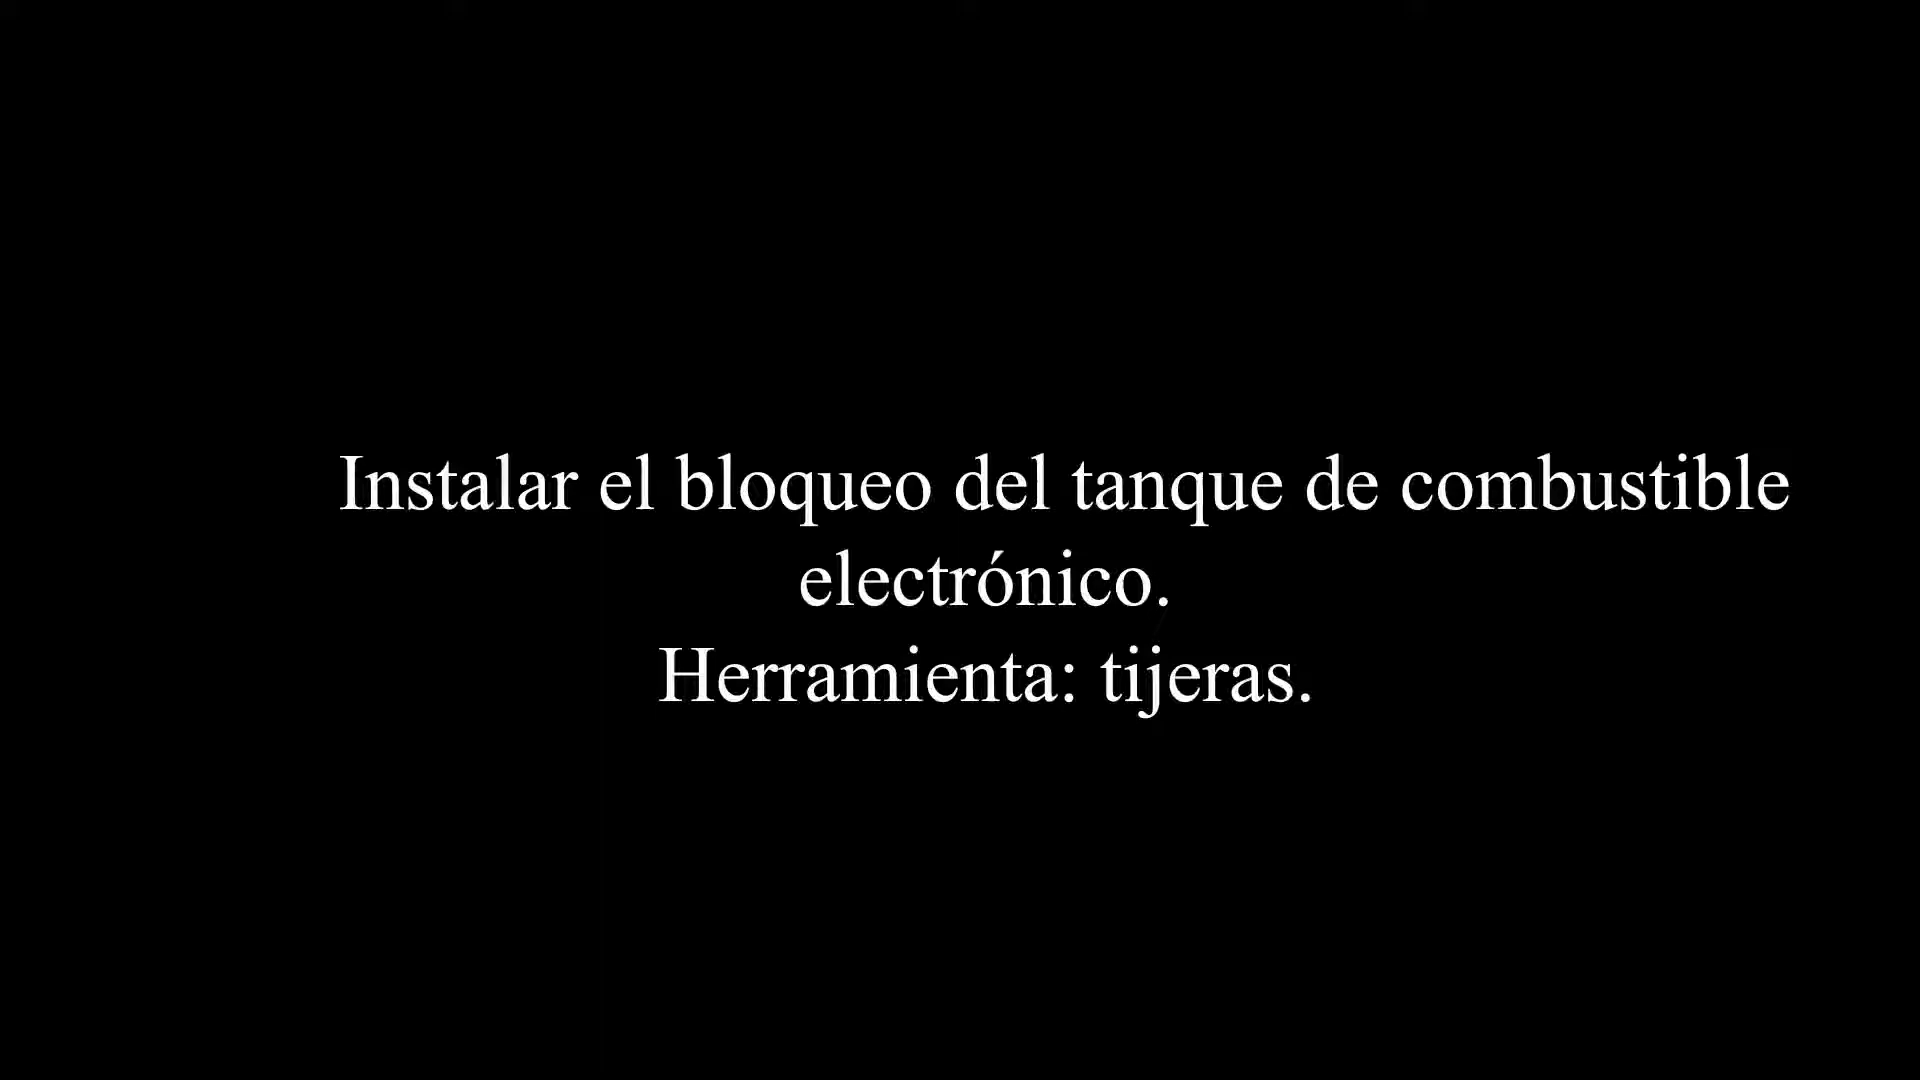 Instalar el bloqueo del tanque de combustible
electrónico.
Herramienta: tijeras.